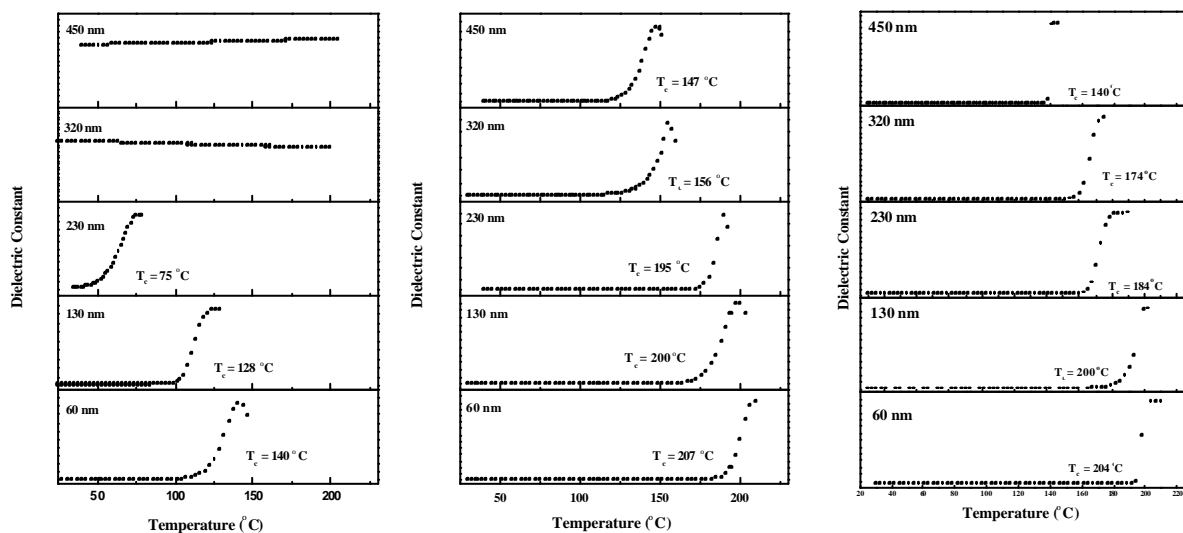 Dielectric Constant
450 nm
320 nm
230 nm
T_c = 75 °C
130 nm
T_c = 128 °C
60 nm
T_c = 140 °C
50 100 150 200
Temperature (°C)
Dielectric Constant
450 nm
T_c = 147 °C
320 nm
T_c = 156 °C
230 nm
T_c = 195 °C
130 nm
T_c = 200 °C
60 nm
T_c = 207 °C
50 100 150 200
Temperature (°C)
Dielectric Constant
450 nm
T_c = 140 °C
320 nm
T_c = 174 °C
230 nm
T_c = 184 °C
130 nm
T_c = 200 °C
60 nm
T_c = 204 °C
20 40 60 80 100 120 140 160 180 200 220
Temperature (°C)